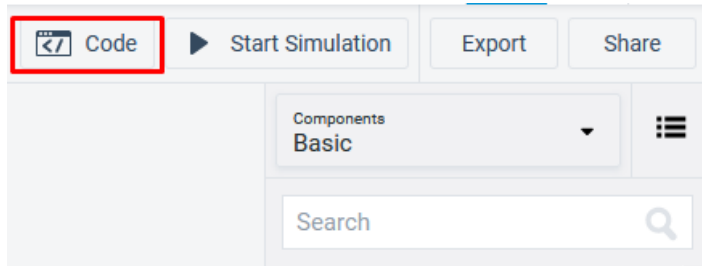 Code
Start Simulation
Export
Share
Components
Basic
Search